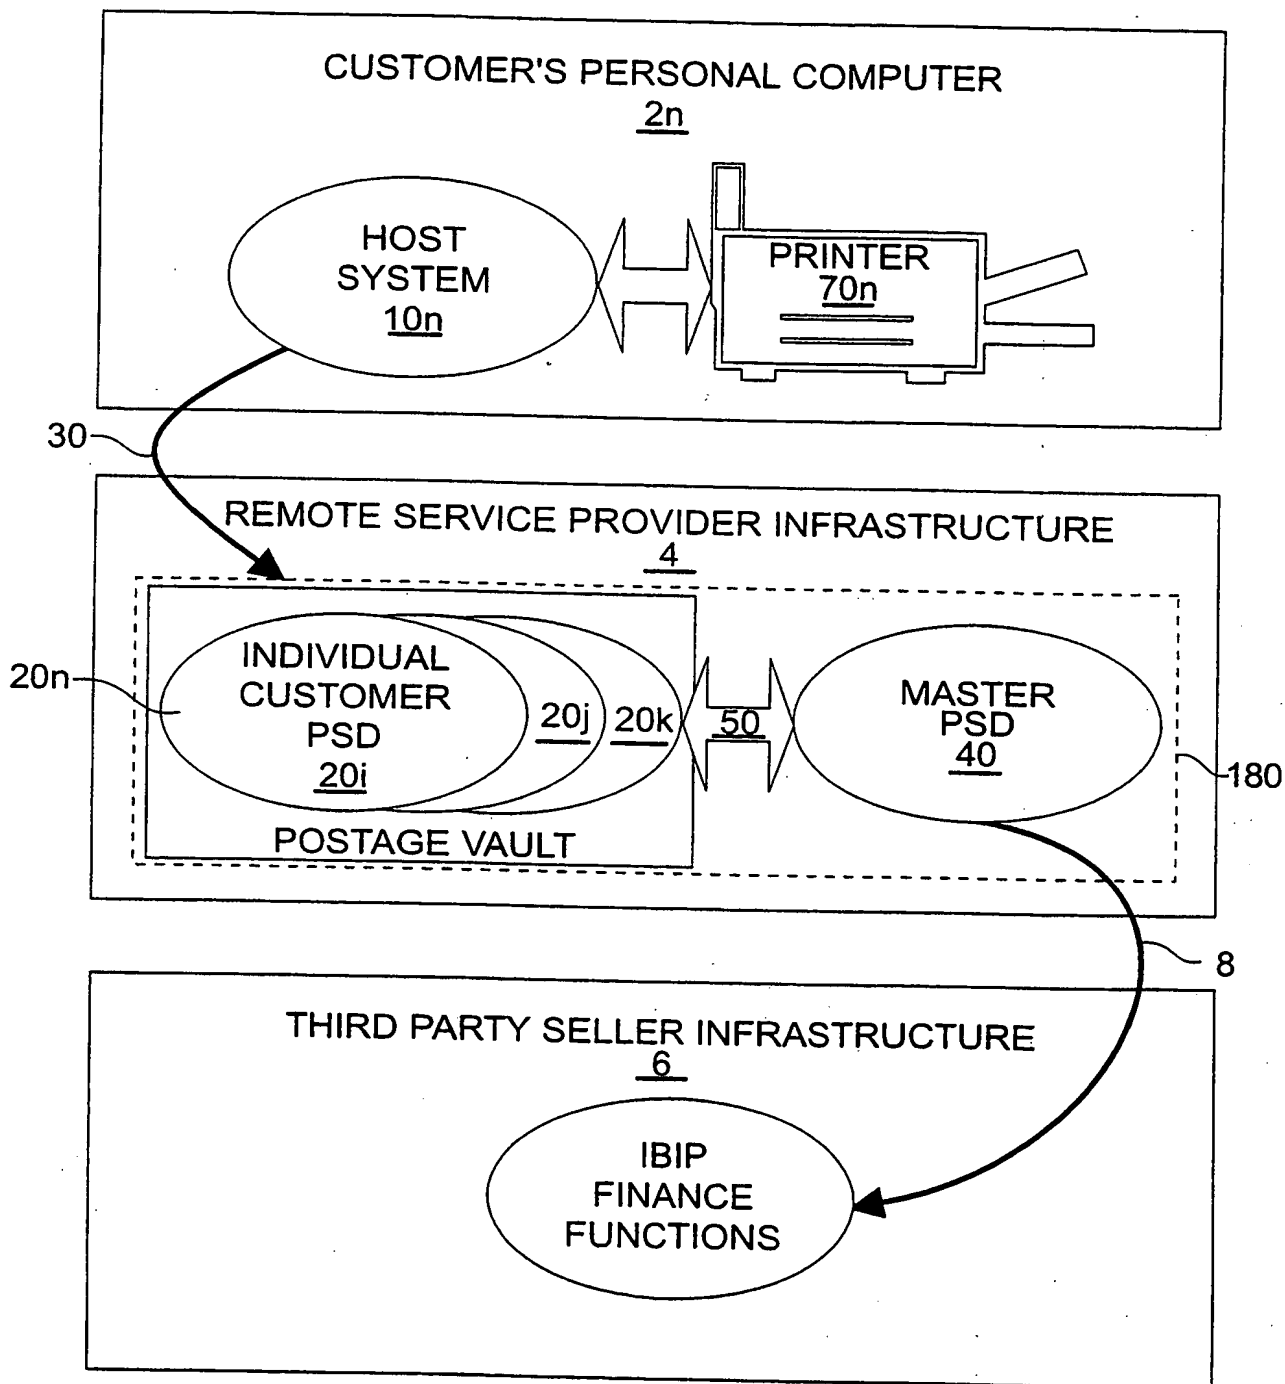 CUSTOMER'S PERSONAL COMPUTER
2n
HOST
SYSTEM
10n
PRINTER
70n
30
REMOTE SERVICE PROVIDER INFRASTRUCTURE
4
20n
INDIVIDUAL
CUSTOMER
PSD
20i
20j
20k
50
MASTER
PSD
40
180
POSTAGE VAULT
8
THIRD PARTY SELLER INFRASTRUCTURE
6
IBIP
FINANCE
FUNCTIONS